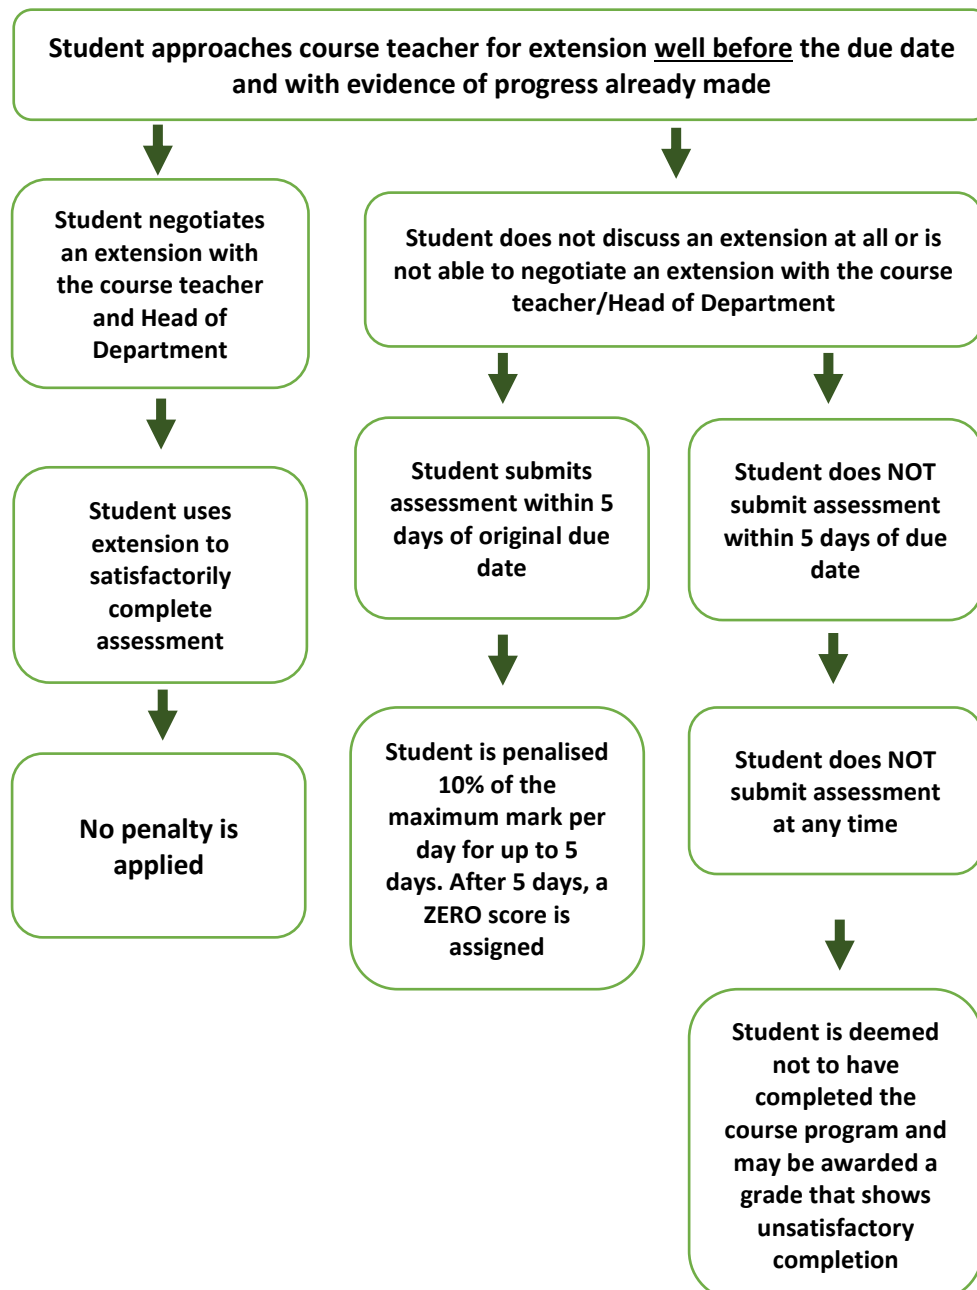 Student approaches course teacher for extension well before the due date
and with evidence of progress already made
Student negotiates
an extension with
the course teacher
and Head of
Department
Student does not discuss an extension at all or is
not able to negotiate an extension with the course
teacher/Head of Department
Student uses
extension to
satisfactorily
complete
assessment
Student submits
assessment within 5
days of original due
date
Student does NOT
submit assessment
within 5 days of due
date
No penalty is
applied
Student is penalised
10% of the
maximum mark per
day for up to 5
days. After 5 days, a
ZERO score is
assigned
Student does NOT
submit assessment
at any time
Student is deemed
not to have
completed the
course program and
may be awarded a
grade that shows
unsatisfactory
completion